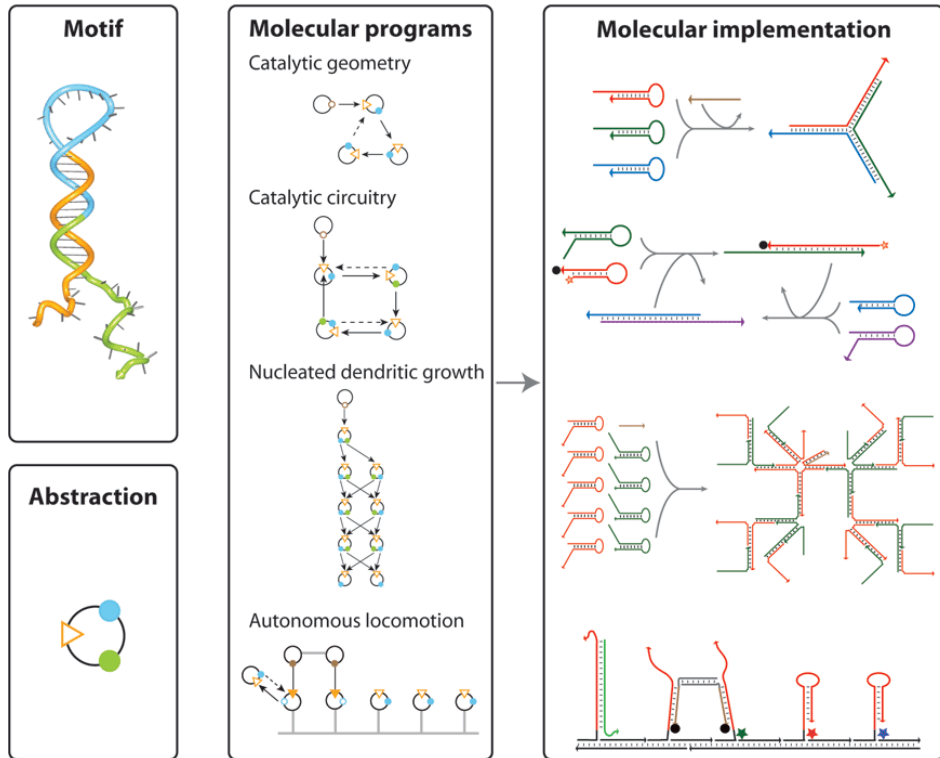 Motif
Abstraction
Molecular programs
Catalytic geometry
Catalytic circuitry
Nucleated dendritic growth
Autonomous locomotion
Molecular implementation